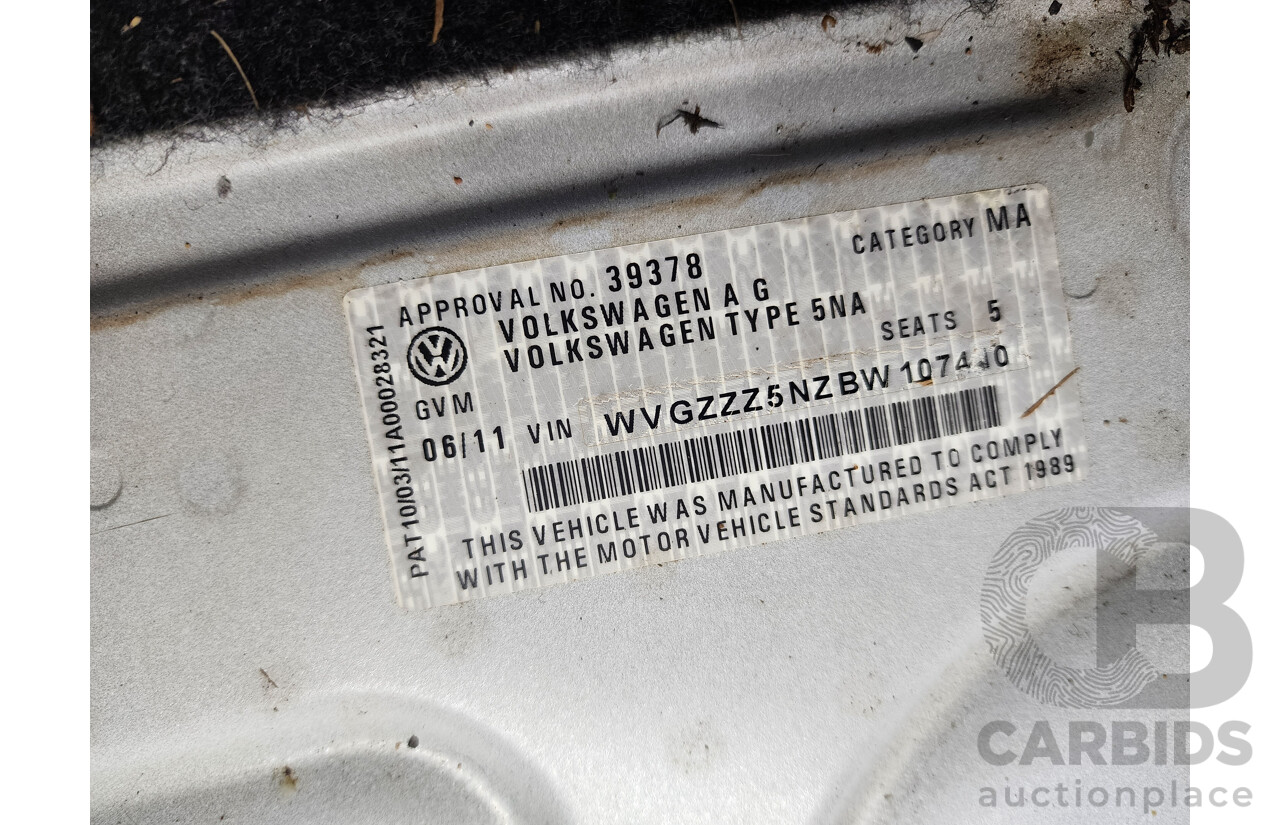 APPROVAL NO. 39378
CATEGORY MA
VOLKSWAGEN A G
VOLKSWAGEN TYPE 5NA
SEATS 5
GVM
06/11
VIN
THIS VEHICLE WAS MANUFACTURED TO COMPLY
WITH THE MOTOR VEHICLE STANDARDS ACT 1989
PAT10/03/11A00028321
CB
CARBIDS
auctionplace